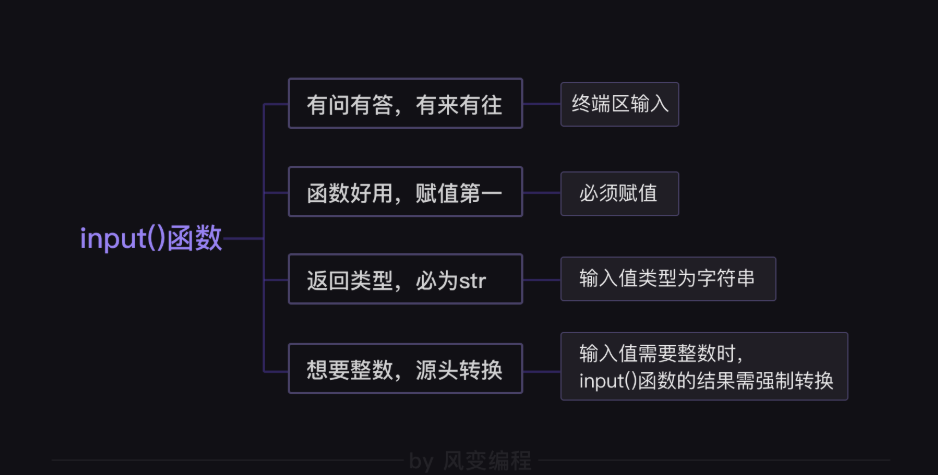 input()函数
有问有答，有来有往
终端区输入
函数好用，赋值第一
必须赋值
返回类型，必为str
输入值类型为字符串
想要整数，源头转换
输入值需要整数时，
input()函数的结果需强制转换
by 风变编程